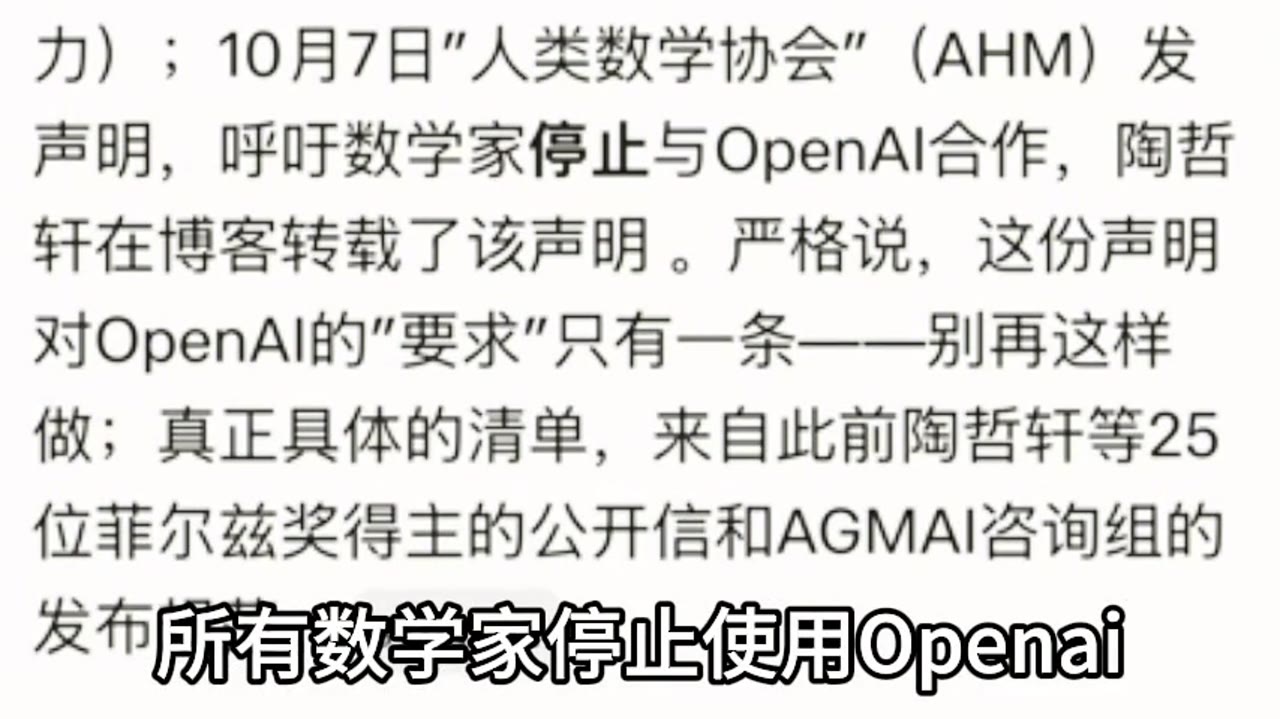 力）；10月7日"人类数学协会"（AHM）发
声明，呼吁数学家停止与OpenAI合作，陶哲
轩在博客转载了该声明。严格说，这份声明
对OpenAI的"要求"只有一条——别再这样
做；真正具体的清单，来自此前陶哲轩等25
位菲尔兹奖得主的公开信和AGMAI咨询组的
发布
所有数学家停止使用Openai